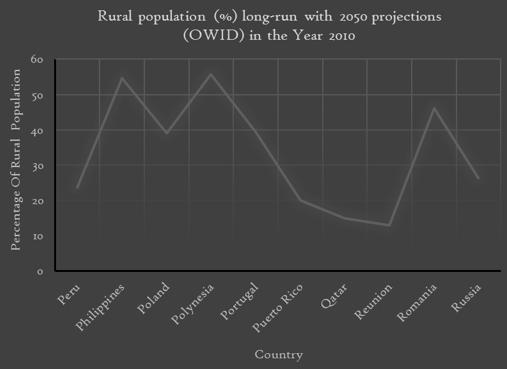 Rural population (%) long-run with 2050 projections
(OWID) in the Year 2010
Percentage Of Rural Population
60
50
40
30
20
10
0
Peru
Philippines
Poland
Polynesia
Portugal
Puerto Rico
Qatar
Reunion
Romania
Russia
Country